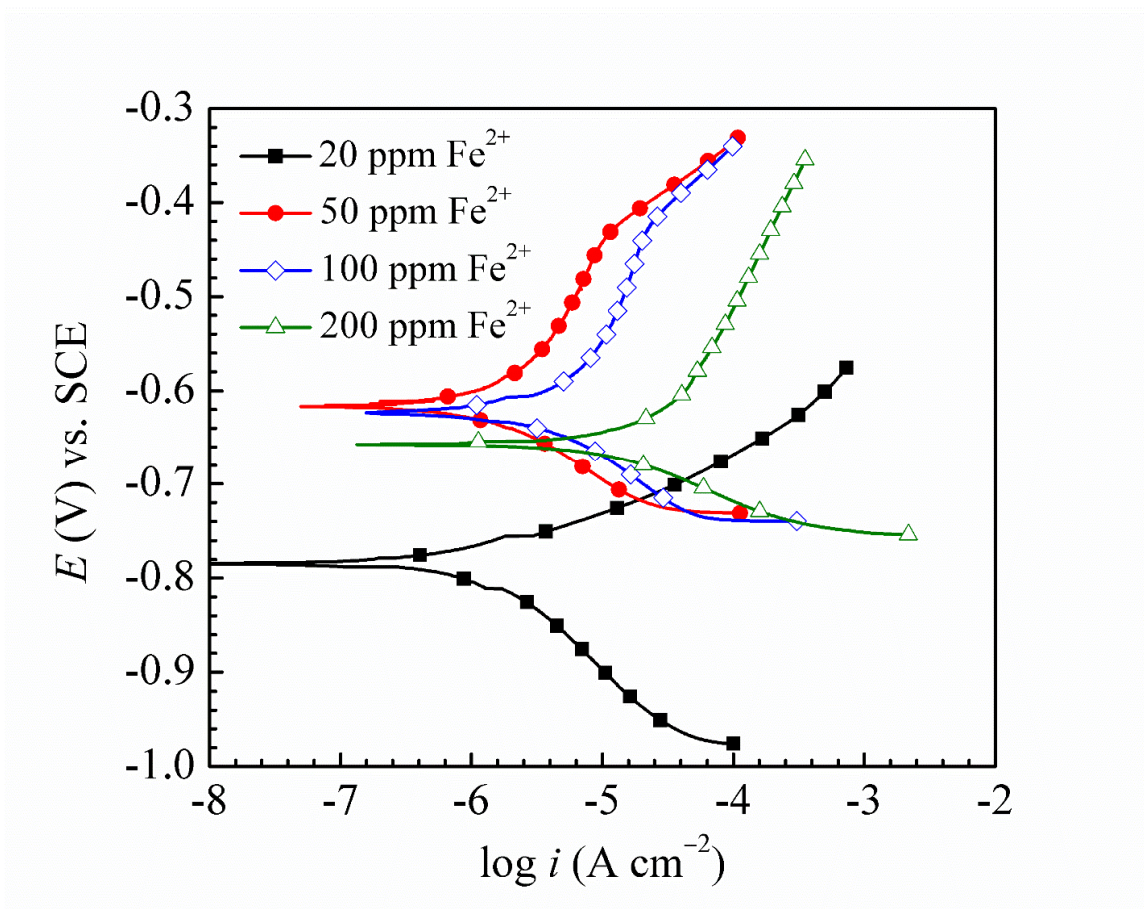 -0.3
-0.4
-0.5
-0.6
-0.7
-0.8
-0.9
-1.0
E (V) vs. SCE
20 ppm Fe²⁺
50 ppm Fe²⁺
100 ppm Fe²⁺
200 ppm Fe²⁺
-8 -7 -6 -5 -4 -3 -2
log i (A cm⁻²)